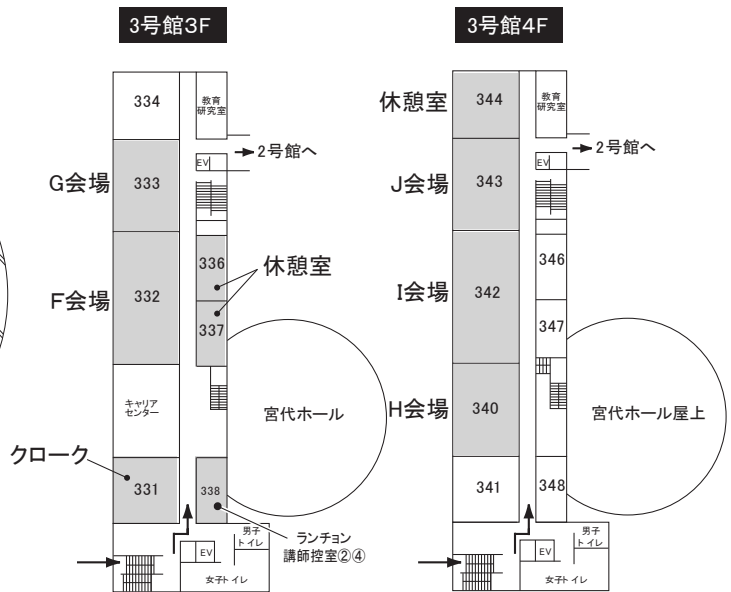 3号館3F
334
教育
研究室
EV
2号館へ
G会場
333
336
休憩室
F会場
332
337
キャリア
センター
宮代ホール
クローク
331
338
ランチョン
講師控室②④
男子
トイレ
EV
女子トイレ
3号館4F
休憩室
344
教育
研究室
EV
2号館へ
J会場
343
346
I会場
342
347
H会場
340
宮代ホール屋上
341
348
男子
トイレ
EV
女子トイレ